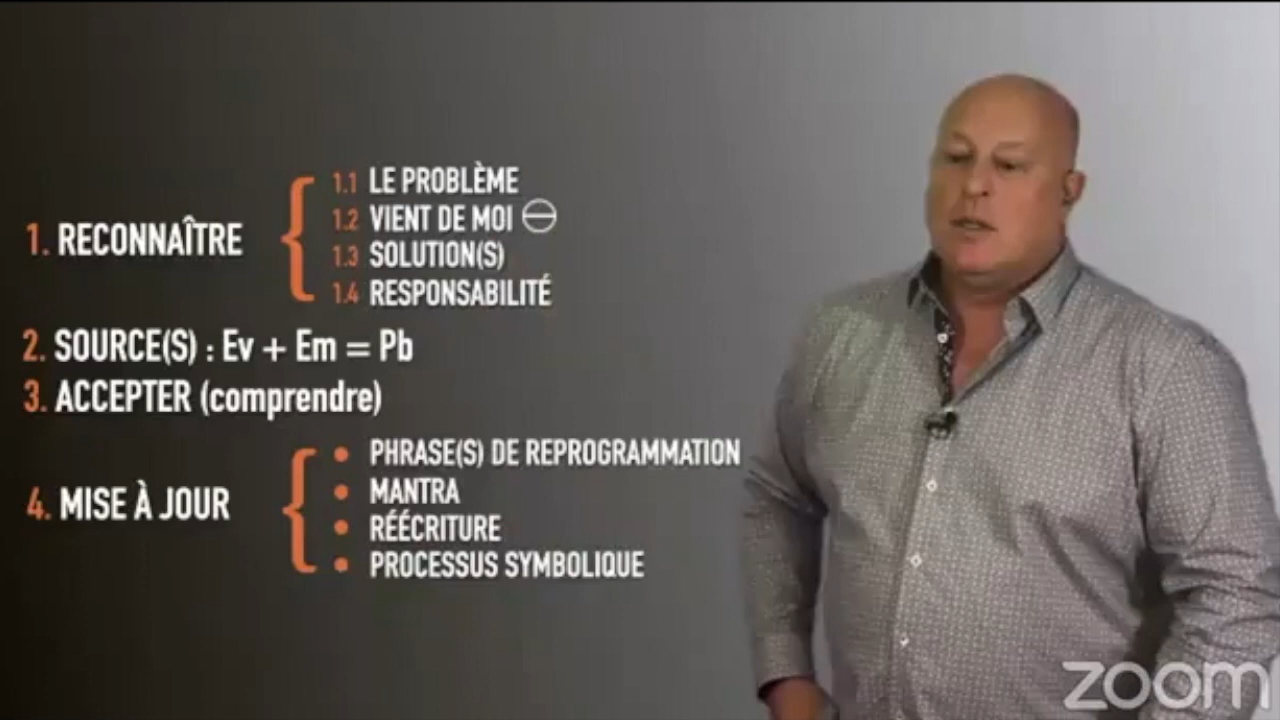 1. RECONNAÎTRE
1.1 LE PROBLÈME
1.2 VIENT DE MOI
1.3 SOLUTION(S)
1.4 RESPONSABILITÉ
2. SOURCE(S) : Ev + Em = Pb
3. ACCEPTER (comprendre)
4. MISE À JOUR
• PHRASE(S) DE REPROGRAMMATION
• MANTRA
• RÉÉCRITURE
• PROCESSUS SYMBOLIQUE
zoom